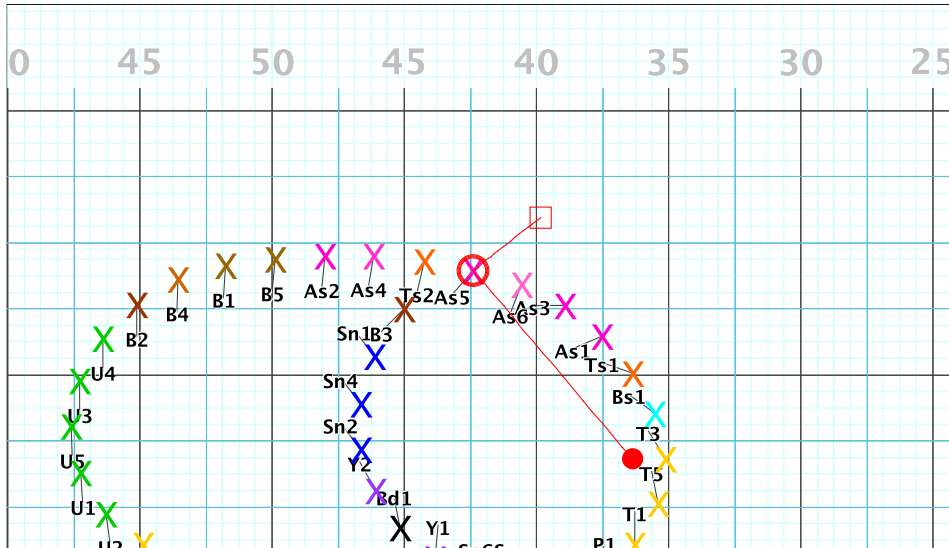 0 45 50 45 40 35 30 25
Ts2 As5
As2 As4
B5
B1
B4
As6 As3
B2
Sn1 B3
As1
Ts1
U4
Sn4
Bs1
U3
Sn2
T3
U5
Y2
T5
Bd1
U1
T1
Y1
P1